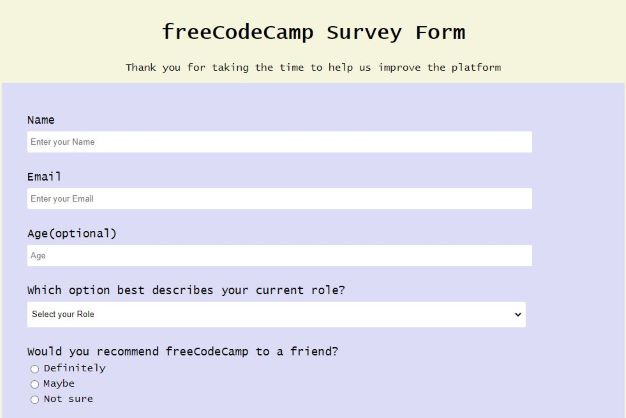 freeCodeCamp Survey Form
Thank you for taking the time to help us improve the platform
Name
Enter your Name
Email
Enter your Email
Age(optional)
Age
Which option best describes your current role?
Select your Role
Would you recommend freeCodeCamp to a friend?
Definitely
Maybe
Not sure